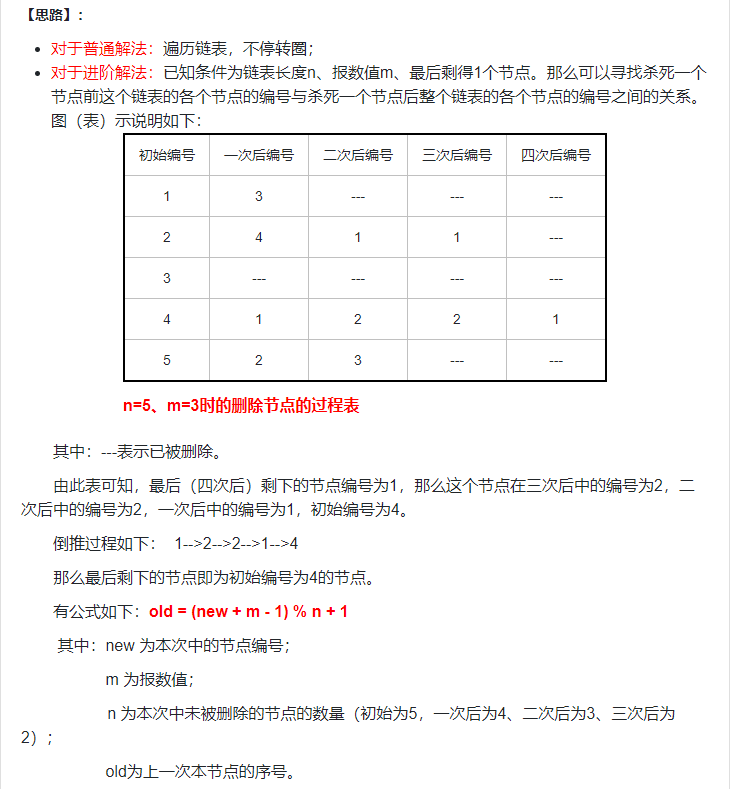 【思路】:
对于普通解法：遍历链表，不停转圈；
对于进阶解法：已知条件为链表长度n、报数值m、最后剩得1个节点。那么可以寻找杀死一个
节点前这个链表的各个节点的编号与杀死一个节点后整个链表的各个节点的编号之间的关系。
图（表）示说明如下：
初始编号 一次后编号 二次后编号 三次后编号 四次后编号
1 3 --- --- ---
2 4 1 1 ---
3 --- --- --- ---
4 1 2 2 1
5 2 3 --- ---
n=5、m=3时的删除节点的过程表
其中：---表示已被删除。
由此表可知，最后（四次后）剩下的节点编号为1，那么这个节点在三次后中的编号为2，二
次后中的编号为2，一次后中的编号为1，初始编号为4。
倒推过程如下： 1-->2-->2-->1-->4
那么最后剩下的节点即为初始编号为4的节点。
有公式如下：old = (new + m - 1) % n + 1
其中：new 为本次中的节点编号；
m 为报数值；
n 为本次中未被删除的节点的数量（初始为5，一次后为4、二次后为3、三次后为
2）；
old为上一次本节点的序号。